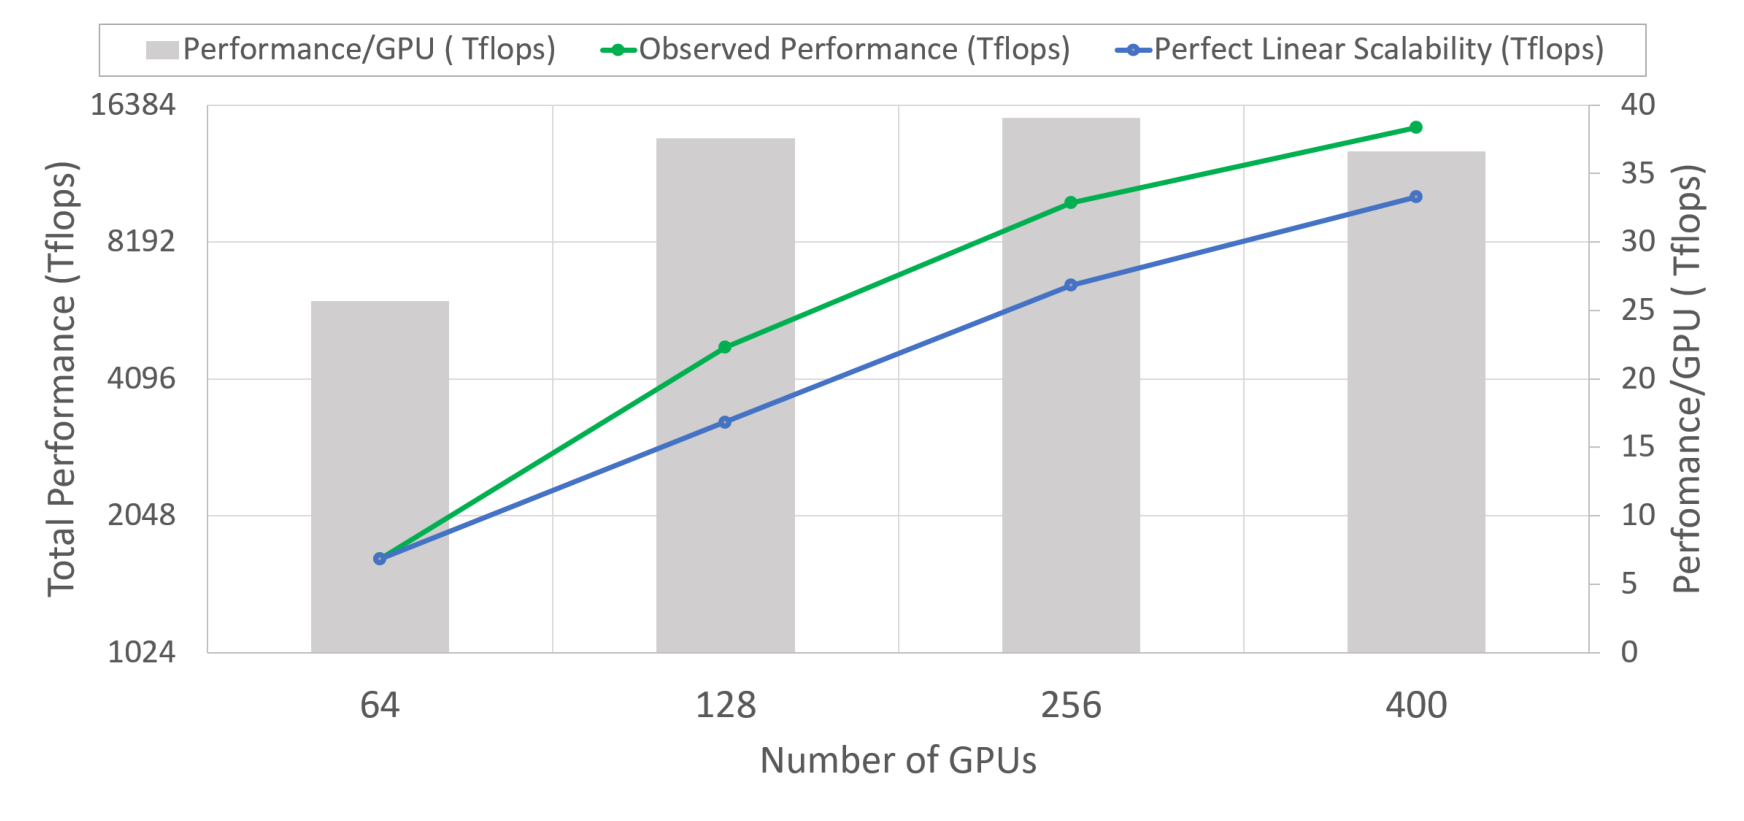 Performance/GPU ( Tflops) Observed Performance (Tflops) Perfect Linear Scalability (Tflops)
16384
8192
4096
2048
1024
Total Performance (Tflops)
40
35
30
25
20
15
10
5
0
Perfomance/GPU ( Tflops)
64 128 256 400
Number of GPUs